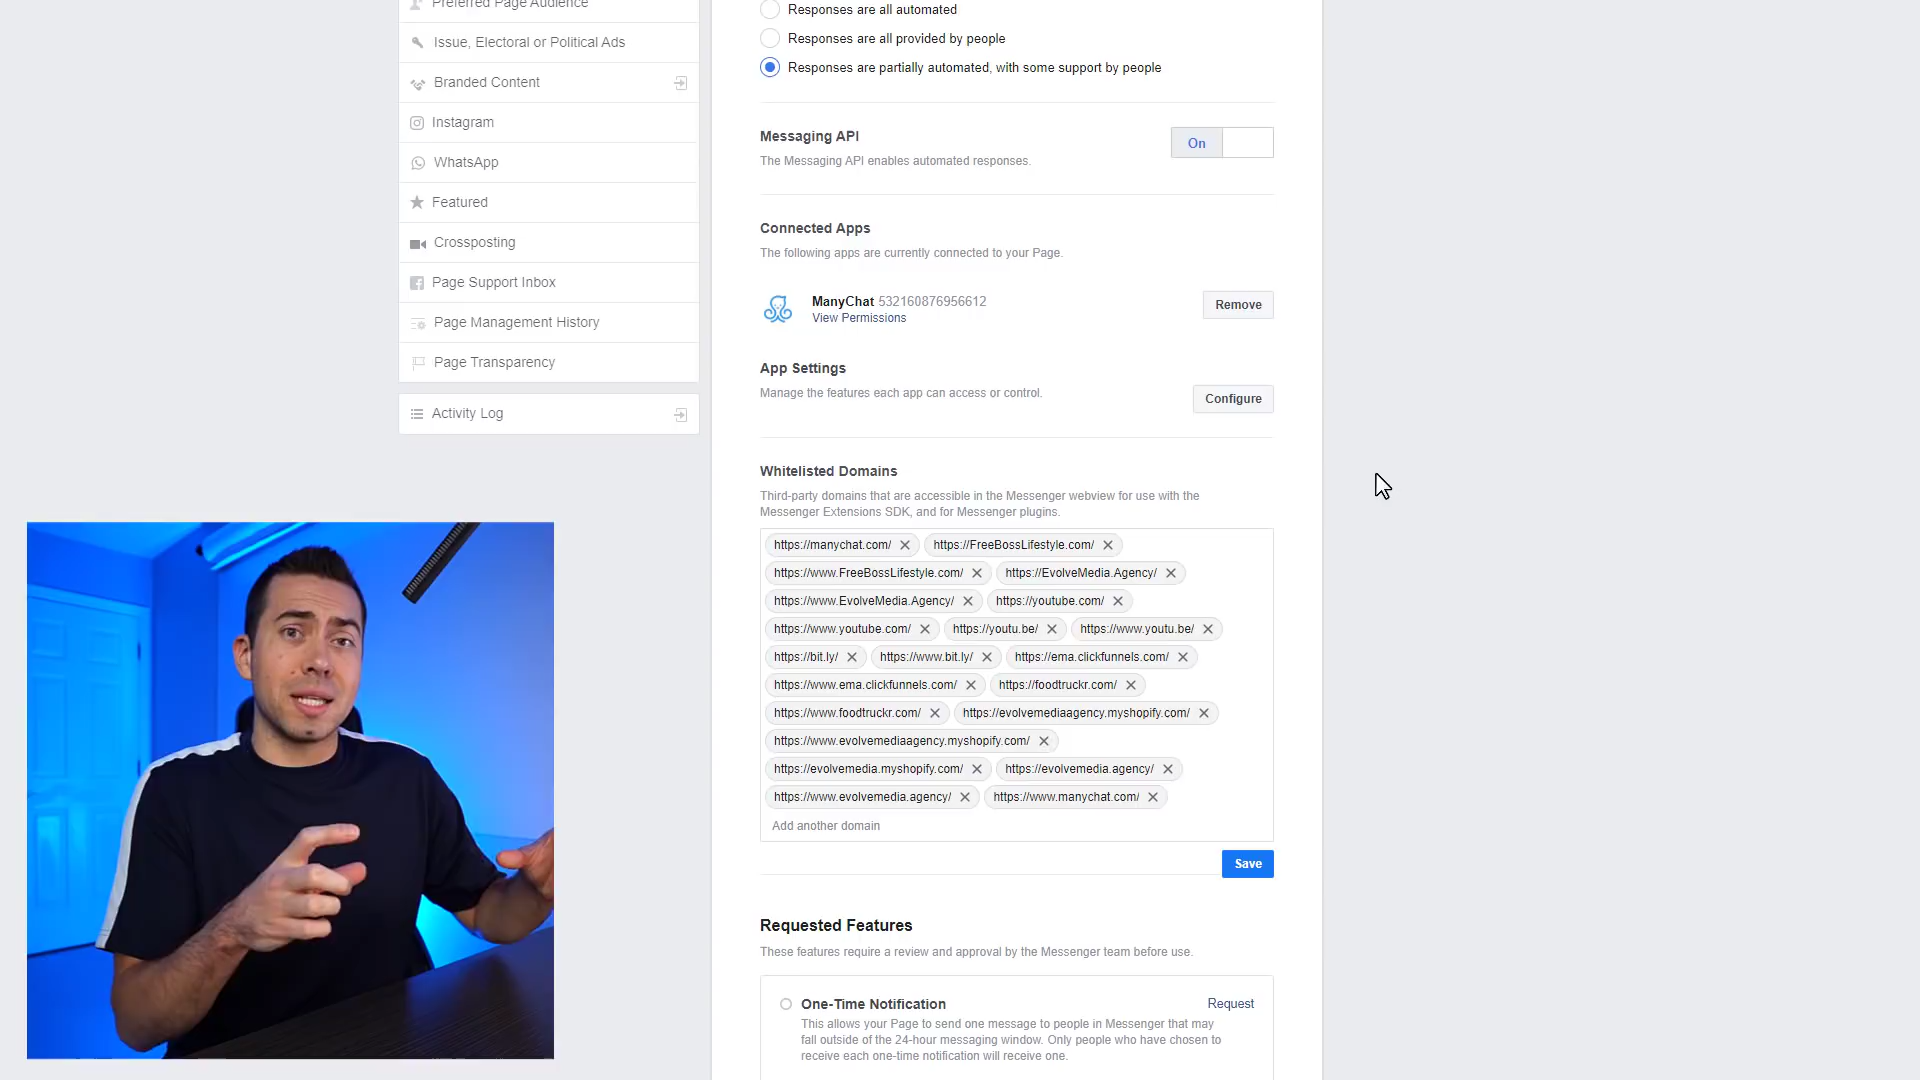 Preferred Page Audience
Issue, Electoral or Political Ads
Branded Content
Instagram
WhatsApp
Featured
Crossposting
Page Support Inbox
Page Management History
Page Transparency
Activity Log
Responses are all automated
Responses are all provided by people
Responses are partially automated, with some support by people
Messaging API
On
The Messaging API enables automated responses.
Connected Apps
The following apps are currently connected to your Page.
ManyChat 532160876956612
Remove
View Permissions
App Settings
Manage the features each app can access or control.
Configure
Whitelisted Domains
Third-party domains that are accessible in the Messenger webview for use with the
Messenger Extensions SDK, and for Messenger plugins.
https://manychat.com/ https://FreeBossLifestyle.com/
https://www.FreeBossLifestyle.com/ https://EvolveMedia.Agency/
https://www.EvolveMedia.Agency/ https://youtube.com/
https://www.youtube.com/ https://youtu.be/ https://www.youtu.be/
https://bit.ly/ https://www.bit.ly/ https://ema.clickfunnels.com/
https://www.ema.clickfunnels.com/ https://foodtruckr.com/
https://www.foodtruckr.com/ https://evolvemediaagency.myshopify.com/
https://www.evolvemediaagency.myshopify.com/
https://evolvemedia.myshopify.com/ https://evolvemedia.agency/
https://www.evolvemedia.agency/ https://www.manychat.com/
Add another domain
Save
Requested Features
These features require a review and approval by the Messenger team before use.
One-Time Notification
Request
This allows your Page to send one message to people in Messenger that may
fall outside of the 24-hour messaging window. Only people who have chosen to
receive each one-time notification will receive one.